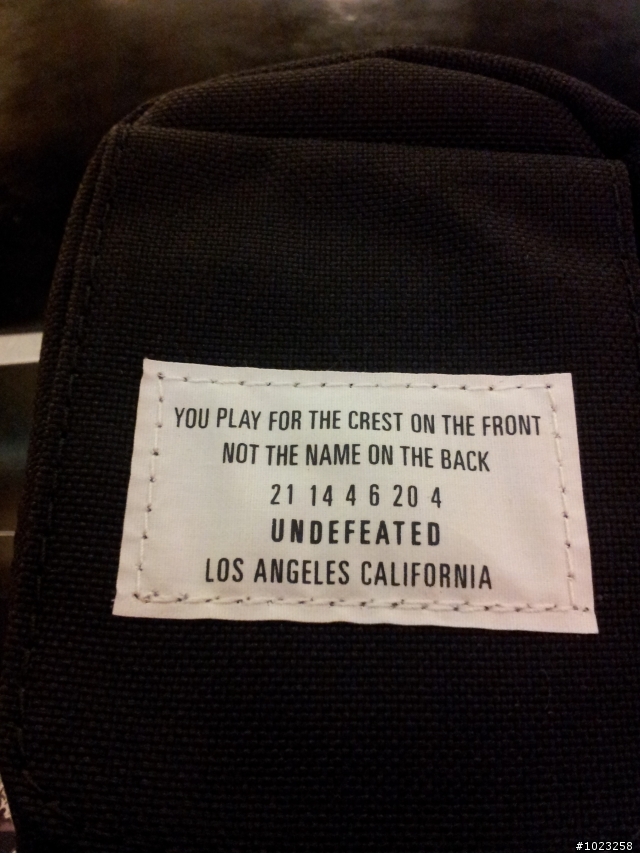 YOU PLAY FOR THE CREST ON THE FRONT
NOT THE NAME ON THE BACK
21 14 4 6 20 4
UNDEFEATED
LOS ANGELES CALIFORNIA
#1023258